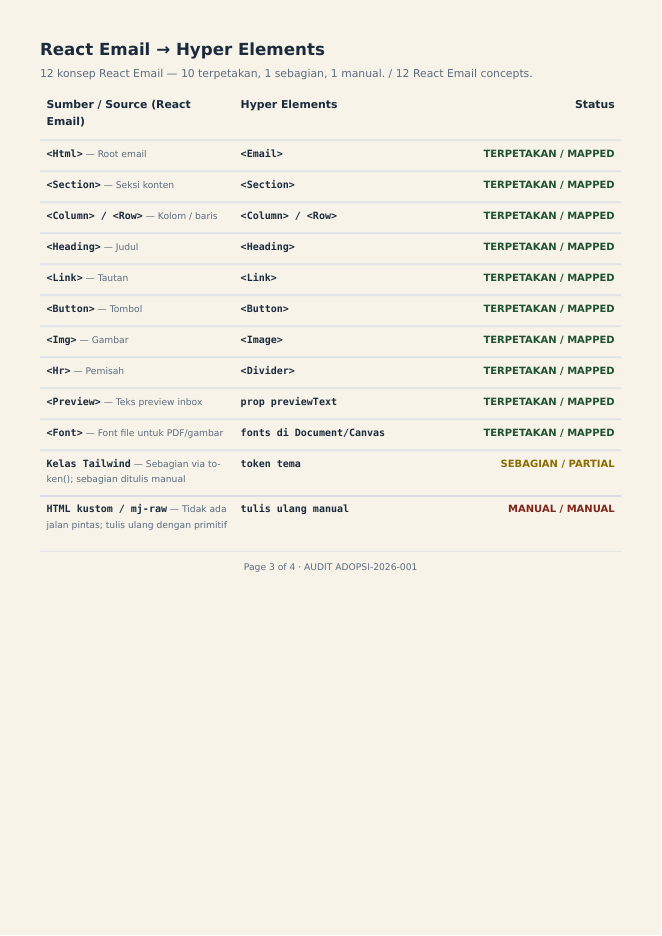 React Email → Hyper Elements
12 konsep React Email — 10 terpetakan, 1 sebagian, 1 manual. / 12 React Email concepts.
Sumber / Source (React Email) Hyper Elements Status
<Html> — Root email <Email> TERPETAKAN / MAPPED
<Section> — Seksi konten <Section> TERPETAKAN / MAPPED
<Column> / <Row> — Kolom / baris <Column> / <Row> TERPETAKAN / MAPPED
<Heading> — Judul <Heading> TERPETAKAN / MAPPED
<Link> — Tautan <Link> TERPETAKAN / MAPPED
<Button> — Tombol <Button> TERPETAKAN / MAPPED
<Img> — Gambar <Image> TERPETAKAN / MAPPED
<Hr> — Pemisah <Divider> TERPETAKAN / MAPPED
<Preview> — Teks preview inbox prop previewText TERPETAKAN / MAPPED
<Font> — Font file untuk PDF/gambar fonts di Document/Canvas TERPETAKAN / MAPPED
Kelas Tailwind — Sebagian via to- token tema SEBAGIAN / PARTIAL
ken(); sebagian ditulis manual
HTML kustom / mj-raw — Tidak ada tulis ulang manual MANUAL / MANUAL
jalan pintas; tulis ulang dengan primitif
Page 3 of 4 · AUDIT ADOPSI-2026-001